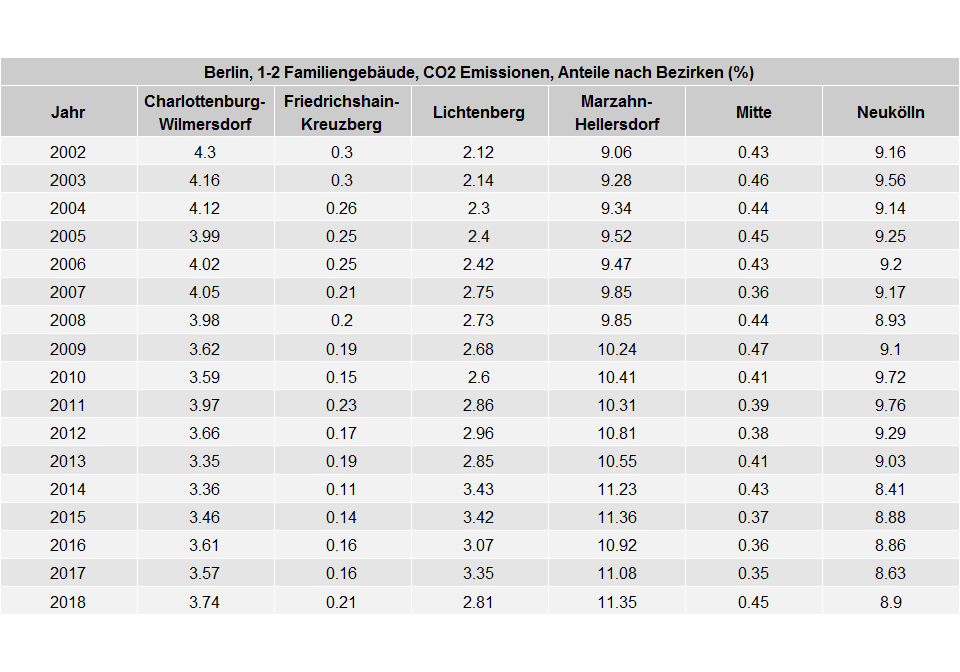 Berlin, 1-2 Familiengebäude, CO2 Emissionen, Anteile nach Bezirken (%)
Jahr Charlottenburg-Wilmersdorf Friedrichshain-Kreuzberg Lichtenberg Marzahn-Hellersdorf Mitte Neukölln
2002 4.3 0.3 2.12 9.06 0.43 9.16
2003 4.16 0.3 2.14 9.28 0.46 9.56
2004 4.12 0.26 2.3 9.34 0.44 9.14
2005 3.99 0.25 2.4 9.52 0.45 9.25
2006 4.02 0.25 2.42 9.47 0.43 9.2
2007 4.05 0.21 2.75 9.85 0.36 9.17
2008 3.98 0.2 2.73 9.85 0.44 8.93
2009 3.62 0.19 2.68 10.24 0.47 9.1
2010 3.59 0.15 2.6 10.41 0.41 9.72
2011 3.97 0.23 2.86 10.31 0.39 9.76
2012 3.66 0.17 2.96 10.81 0.38 9.29
2013 3.35 0.19 2.85 10.55 0.41 9.03
2014 3.36 0.11 3.43 11.23 0.43 8.41
2015 3.46 0.14 3.42 11.36 0.37 8.88
2016 3.61 0.16 3.07 10.92 0.36 8.86
2017 3.57 0.16 3.35 11.08 0.35 8.63
2018 3.74 0.21 2.81 11.35 0.45 8.9